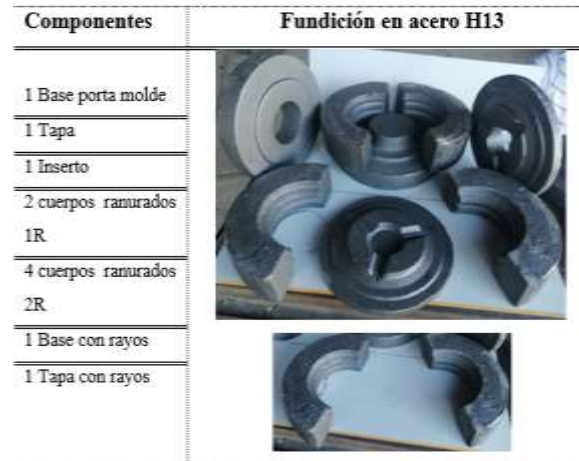 Componentes
Fundición en acero H13
1 Base porta molde
1 Tapa
1 Inserto
2 cuerpos ranurados
1R
4 cuerpos ranurados
2R
1 Base con rayos
1 Tapa con rayos